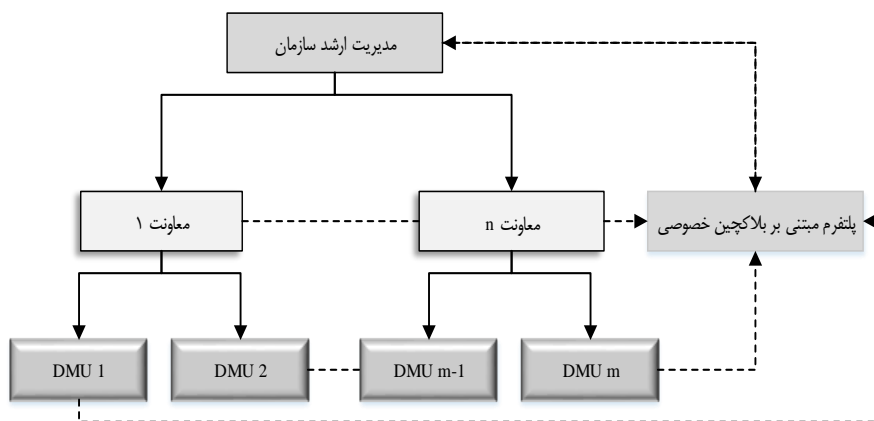 مدیریت ارشد سازمان
معاونت ۱
معاونت n
پلتفرم مبتنی بر بلاکچین خصوصی
DMU 1
DMU 2
DMU m-1
DMU m